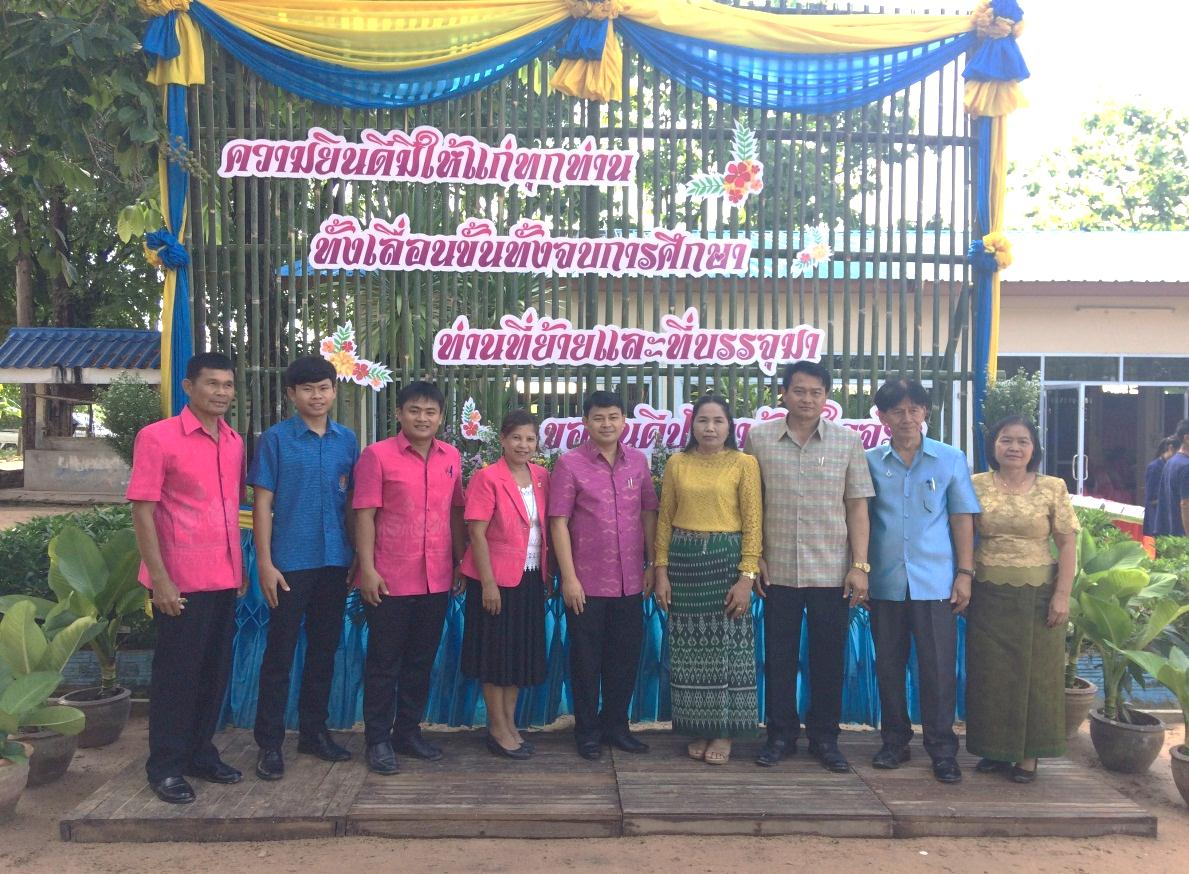 ความยินดีมีให้แก่ทุกท่าน
ทั้งเลื่อนขั้นทั้งจบการศึกษา
ท่านที่ย้ายและที่บรรจุมา